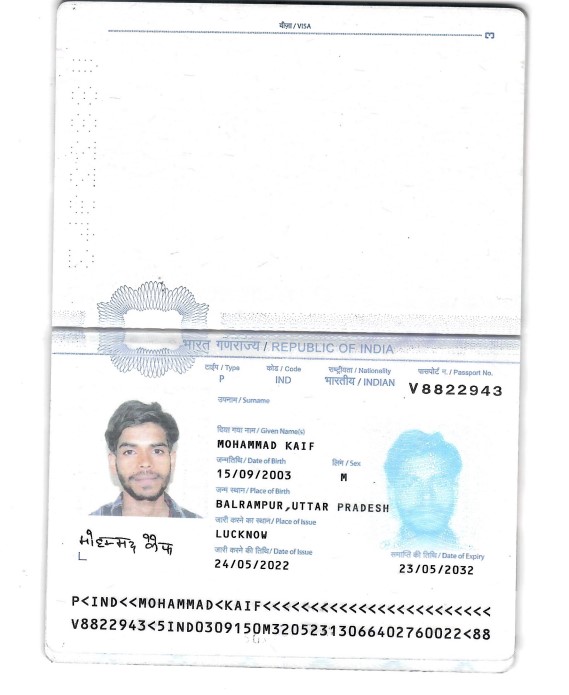 वीज़ा / VISA
3
भारत गणराज्य / REPUBLIC OF INDIA
टाईप / Type
कोड / Code
राष्ट्रीयता / Nationality
पासपोर्ट न. / Passport No.
P
IND
भारतीय / INDIAN
V8822943
उपनाम / Surname
दिया गया नाम / Given Name(s)
MOHAMMAD KAIF
जन्मतिथि / Date of Birth
लिंग / Sex
15/09/2003
M
जन्म स्थान / Place of Birth
BALRAMPUR,UTTAR PRADESH
जारी करने का स्थान / Place of Issue
LUCKNOW
जारी करने की तिथि / Date of Issue
समाप्ति की तिथि / Date of Expiry
24/05/2022
23/05/2032
मोहम्मद कैफ
P<IND<<MOHAMMAD<KAIF<<<<<<<<<<<<<<<<<<<<<<<<
V8822943<5IND0309150M32052313066402760022<88